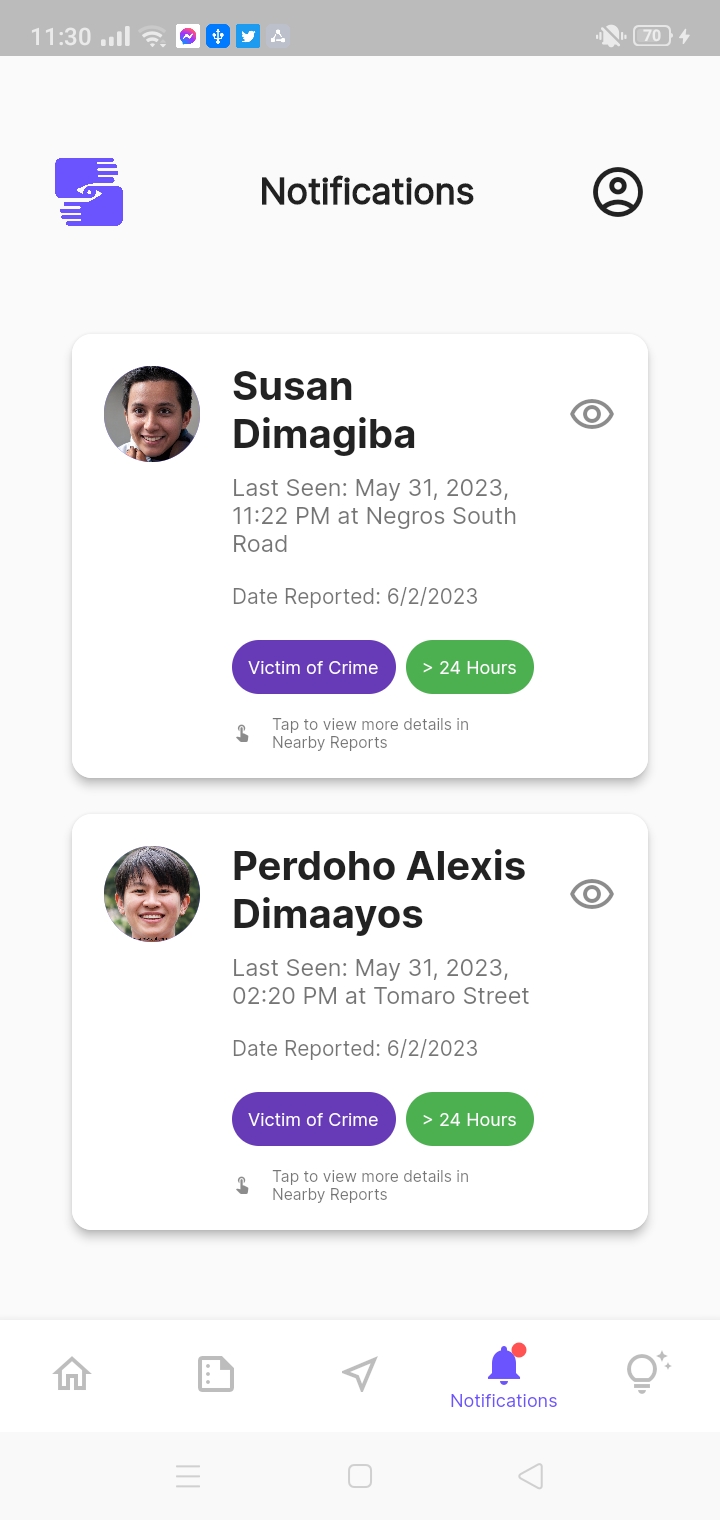 11:30
70
Notifications
Susan
Dimagiba
Last Seen: May 31, 2023,
11:22 PM at Negros South
Road
Date Reported: 6/2/2023
Victim of Crime
> 24 Hours
Tap to view more details in
Nearby Reports
Perdoho Alexis
Dimaayos
Last Seen: May 31, 2023,
02:20 PM at Tomaro Street
Date Reported: 6/2/2023
Victim of Crime
> 24 Hours
Tap to view more details in
Nearby Reports
Notifications